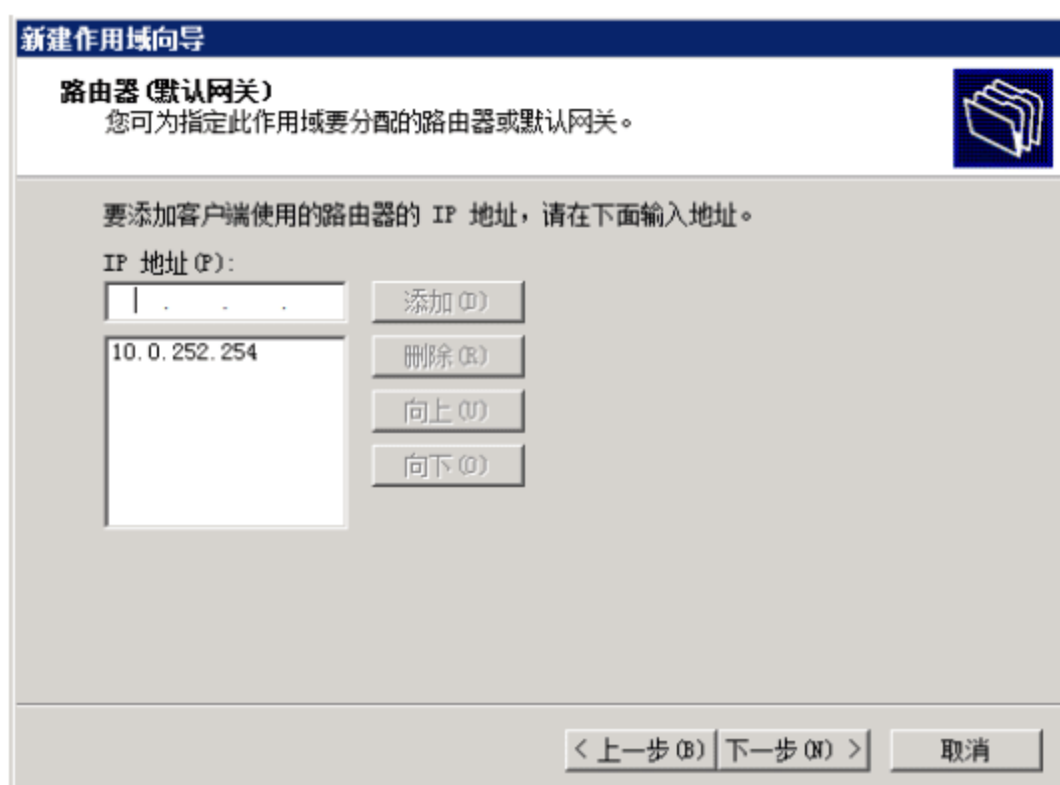 新建作用域向导
路由器(默认网关)
您可为指定此作用域要分配的路由器或默认网关。
要添加客户端使用的路由器的 IP 地址，请在下面输入地址。
IP 地址(P):
. . .
添加(D)
10.0.252.254
删除(R)
向上(U)
向下(O)
< 上一步(B)
下一步(N) >
取消